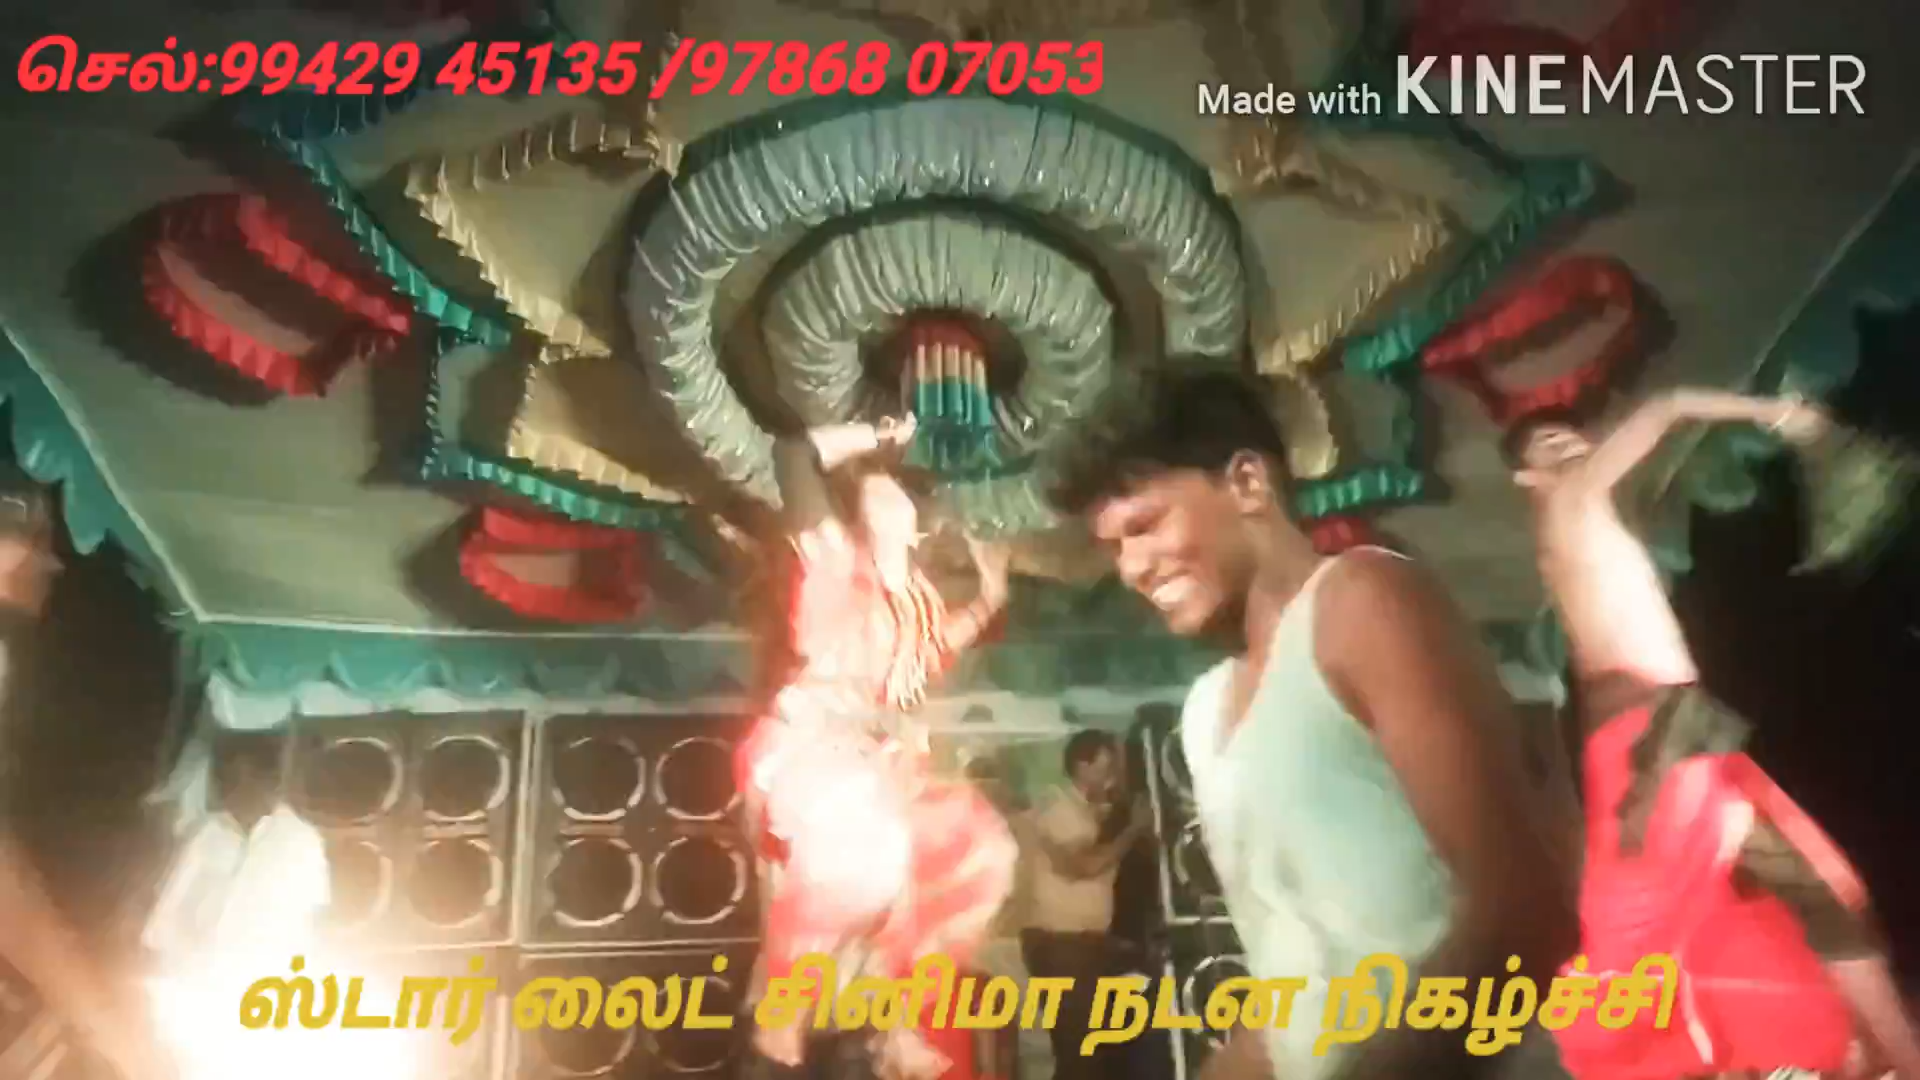 செல்:99429 45135 /97868 07053
Made with KINEMASTER
ஸ்டார் லைட் சினிமா நடன நிகழ்ச்சி